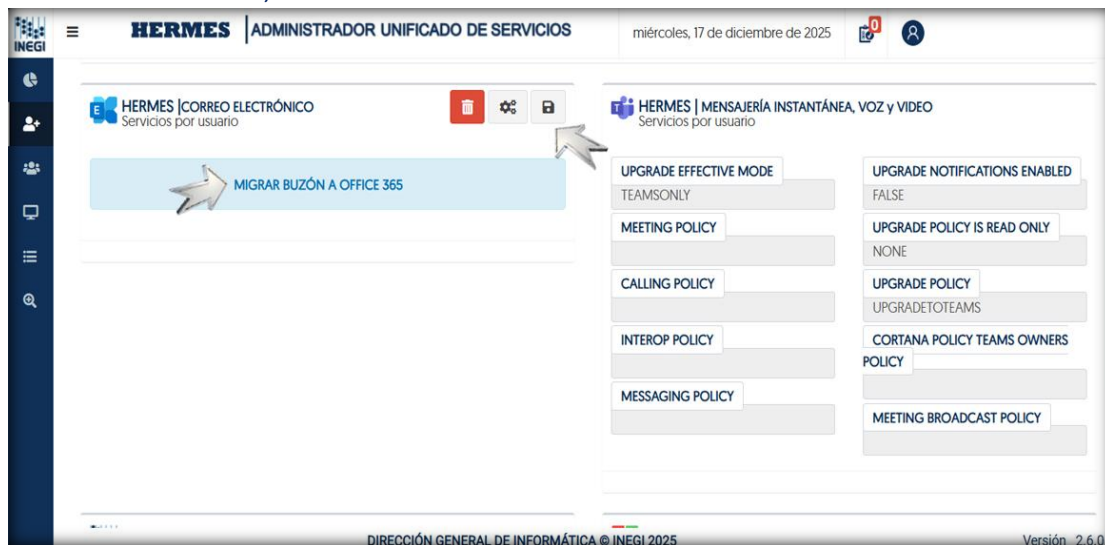 INEGI
HERMES | ADMINISTRADOR UNIFICADO DE SERVICIOS
miércoles, 17 de diciembre de 2025
0
HERMES |CORREO ELECTRÓNICO
Servicios por usuario
MIGRAR BUZÓN A OFFICE 365
HERMES | MENSAJERÍA INSTANTÁNEA, VOZ y VIDEO
Servicios por usuario
UPGRADE EFFECTIVE MODE
TEAMSONLY
MEETING POLICY
CALLING POLICY
INTEROP POLICY
MESSAGING POLICY
UPGRADE NOTIFICATIONS ENABLED
FALSE
UPGRADE POLICY IS READ ONLY
NONE
UPGRADE POLICY
UPGRADETOTEAMS
CORTANA POLICY TEAMS OWNERS
POLICY
MEETING BROADCAST POLICY
DIRECCIÓN GENERAL DE INFORMÁTICA © INEGI 2025
Versión 2.6.0